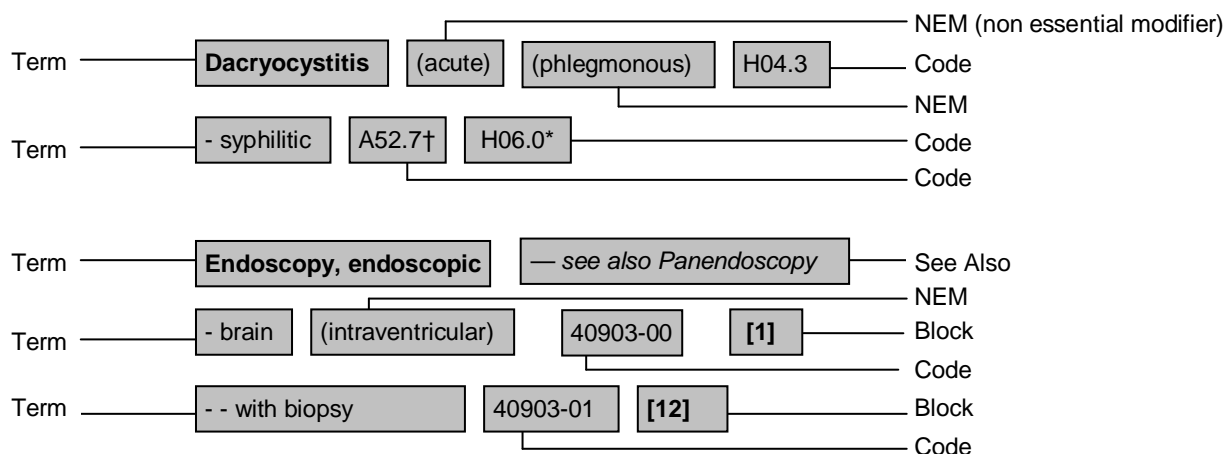 NEM (non essential modifier)
Term Dacryocystitis (acute) (phlegmonous) H04.3 Code
NEM
Term - syphilitic A52.7† H06.0* Code
Code
Term Endoscopy, endoscopic — see also Panendoscopy See Also
NEM
Term - brain (intraventricular) 40903-00 [1] Block
Code
Term - - with biopsy 40903-01 [12] Block
Code